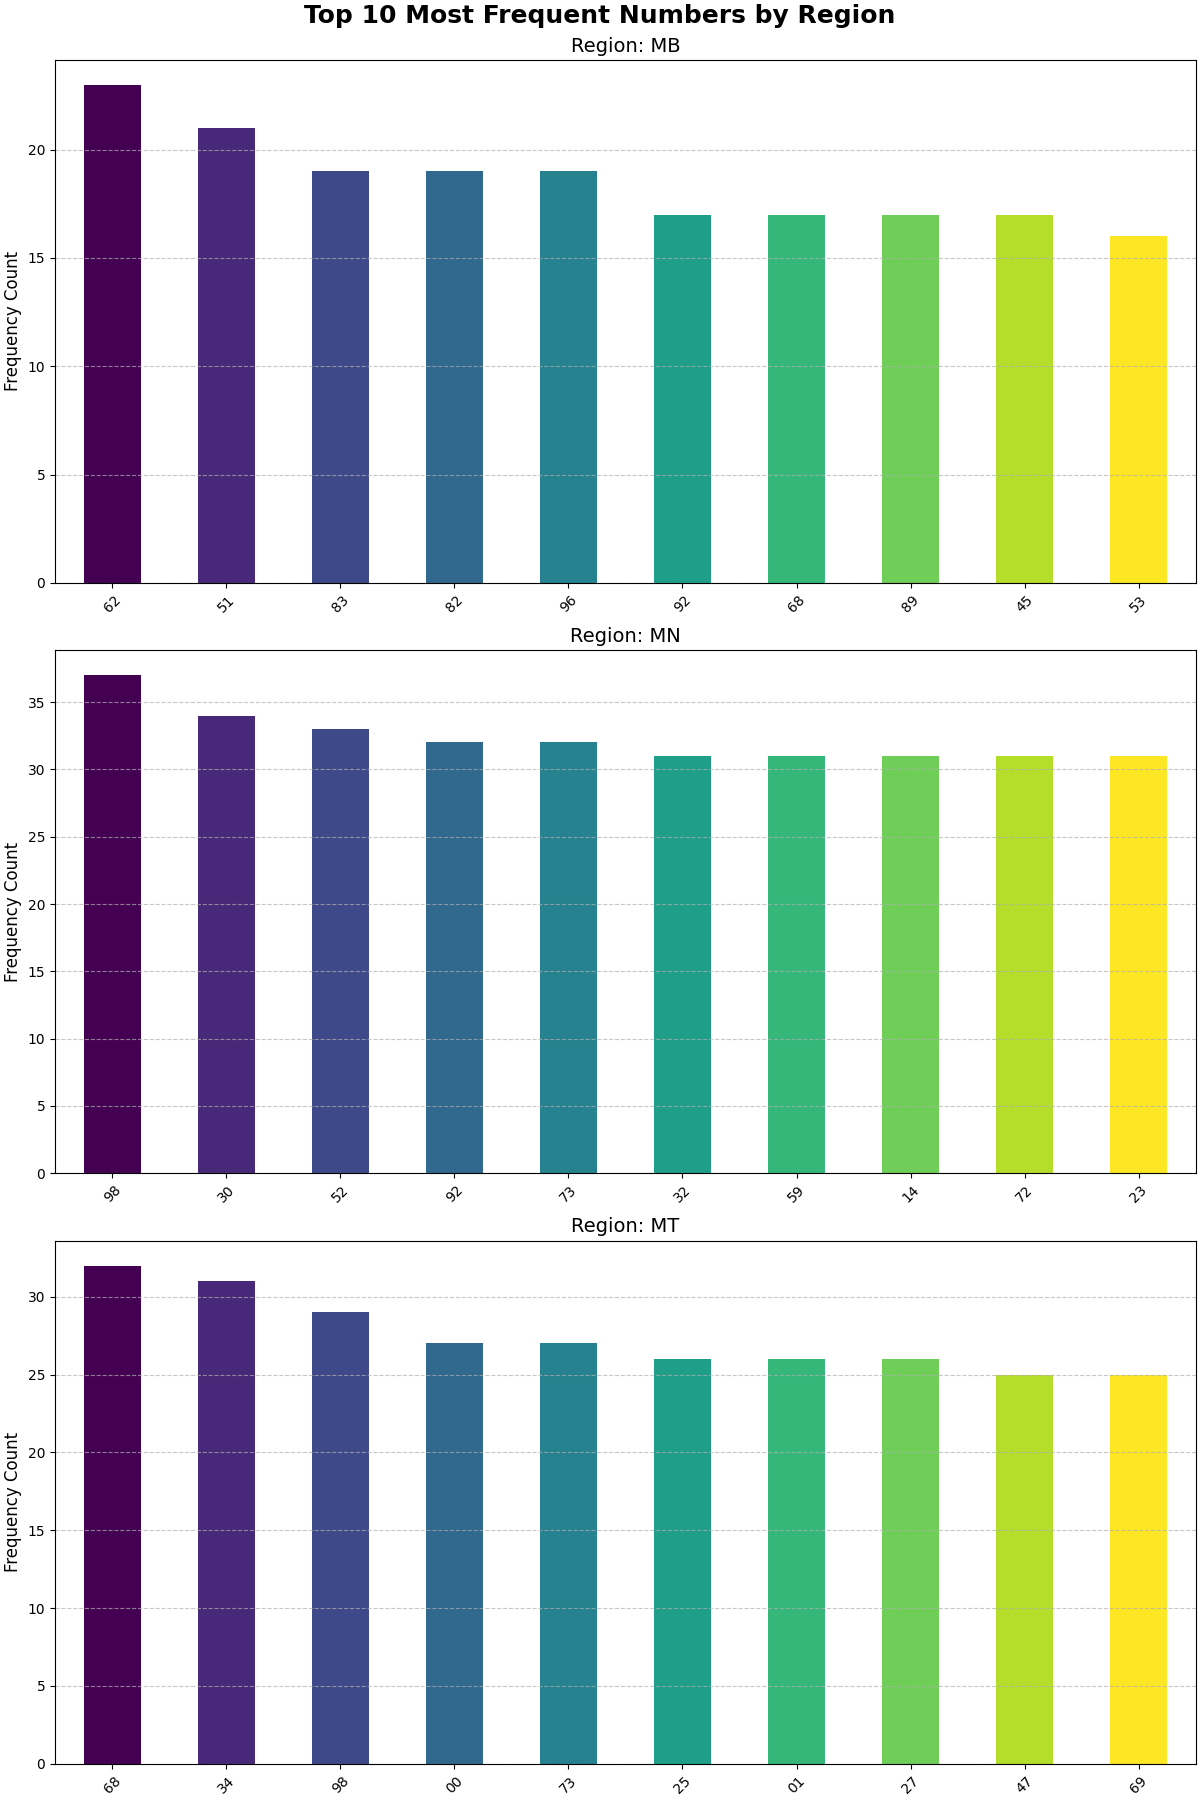 Top 10 Most Frequent Numbers by Region
Region: MB
Frequency Count
20
15
10
5
0
62 51 83 82 96 92 68 89 45 53
Region: MN
Frequency Count
35
30
25
20
15
10
5
0
98 30 52 92 73 32 59 14 72 23
Region: MT
Frequency Count
30
25
20
15
10
5
0
68 34 98 00 73 25 01 27 47 69